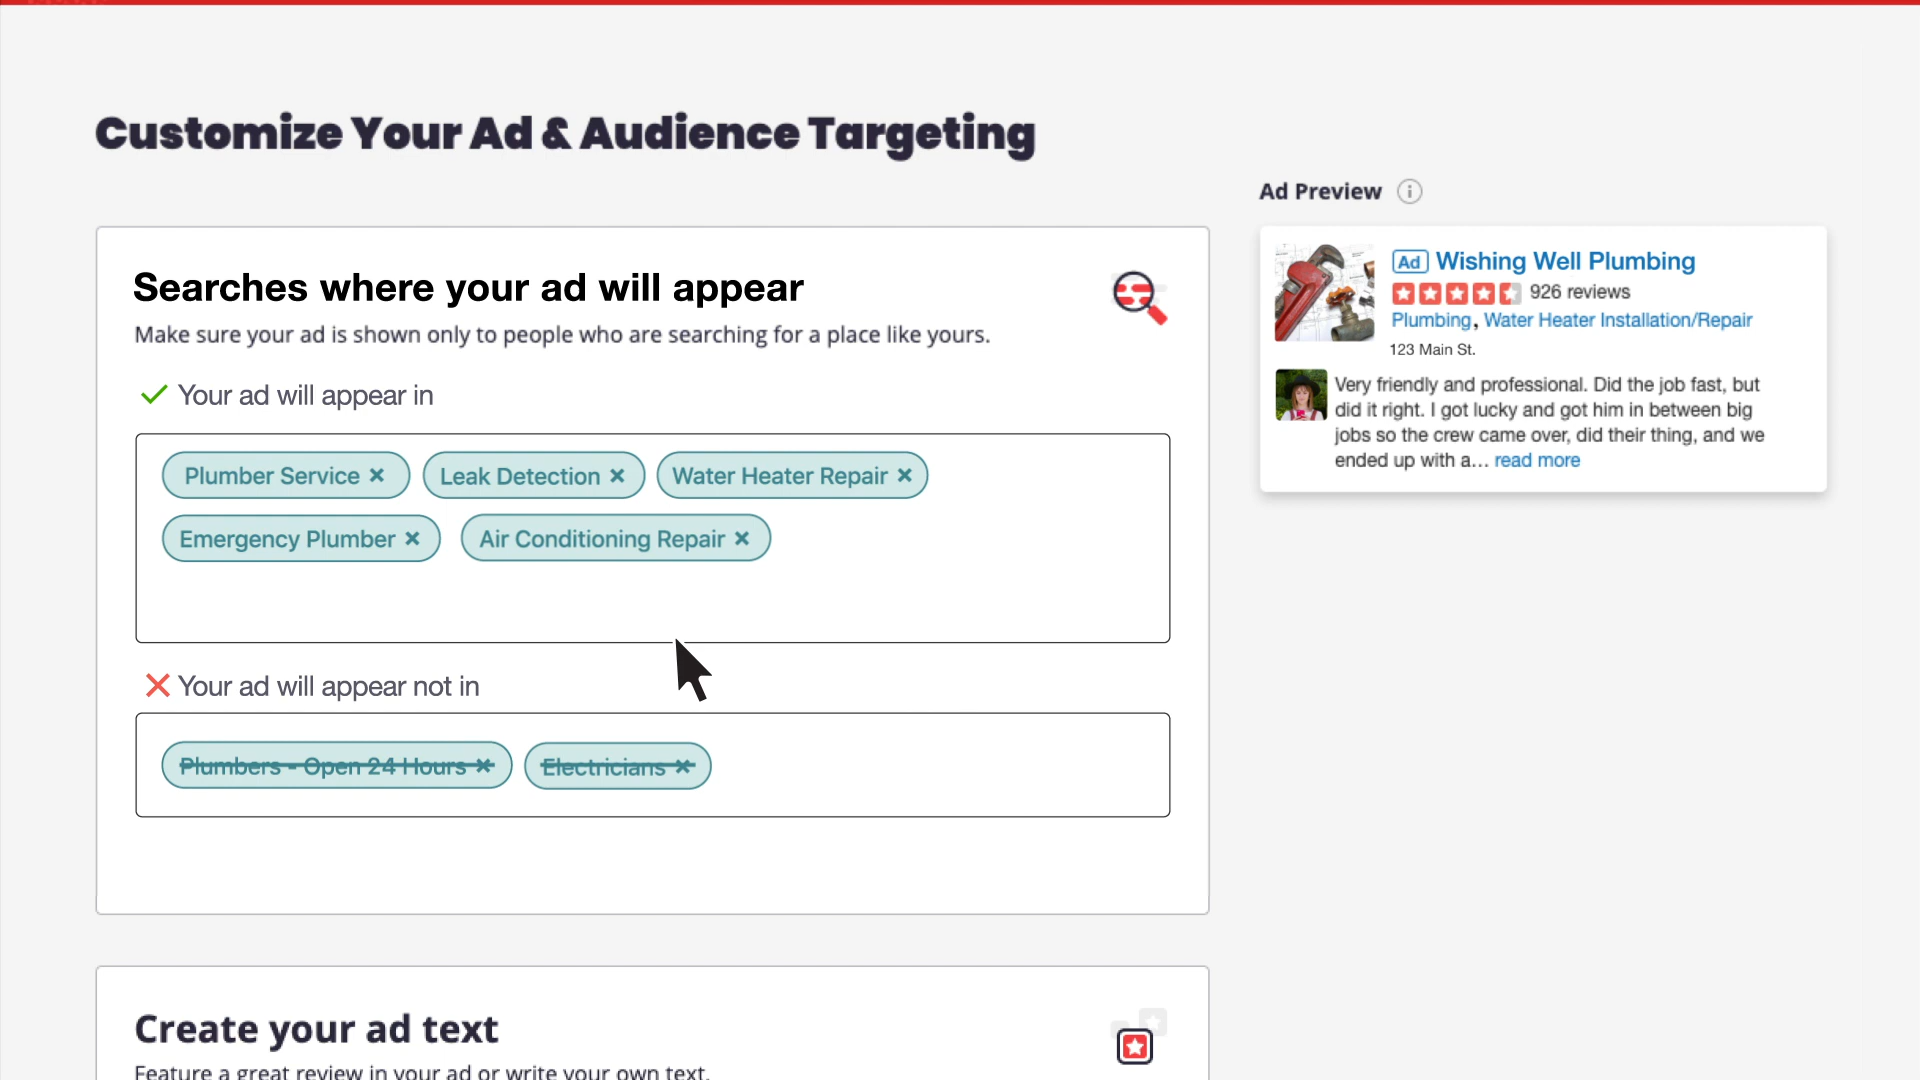 Customize Your Ad & Audience Targeting
Searches where your ad will appear
Make sure your ad is shown only to people who are searching for a place like yours.
Your ad will appear in
Plumber Service ×
Leak Detection ×
Water Heater Repair ×
Emergency Plumber ×
Air Conditioning Repair ×
Your ad will appear not in
Plumbers - Open 24 Hours ×
Electricians ×
Create your ad text
Feature a great review in your ad or write your own text.
Ad Preview
Ad Wishing Well Plumbing
926 reviews
Plumbing, Water Heater Installation/Repair
123 Main St.
Very friendly and professional. Did the job fast, but
did it right. I got lucky and got him in between big
jobs so the crew came over, did their thing, and we
ended up with a... read more